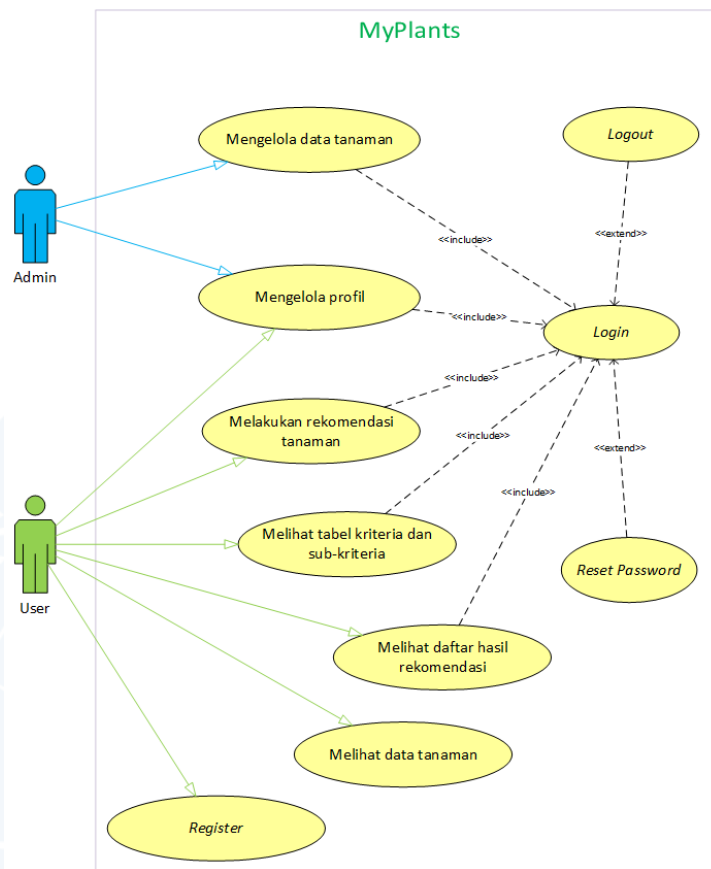 MyPlants
Mengelola data tanaman
Logout
<<include>>
<<extend>>
Admin
Mengelola profil
<<include>>
Login
<<include>>
Melakukan rekomendasi
tanaman
<<include>>
<<extend>>
<<include>>
Melihat tabel kriteria dan
sub-kriteria
Reset Password
User
Melihat daftar hasil
rekomendasi
Melihat data tanaman
Register